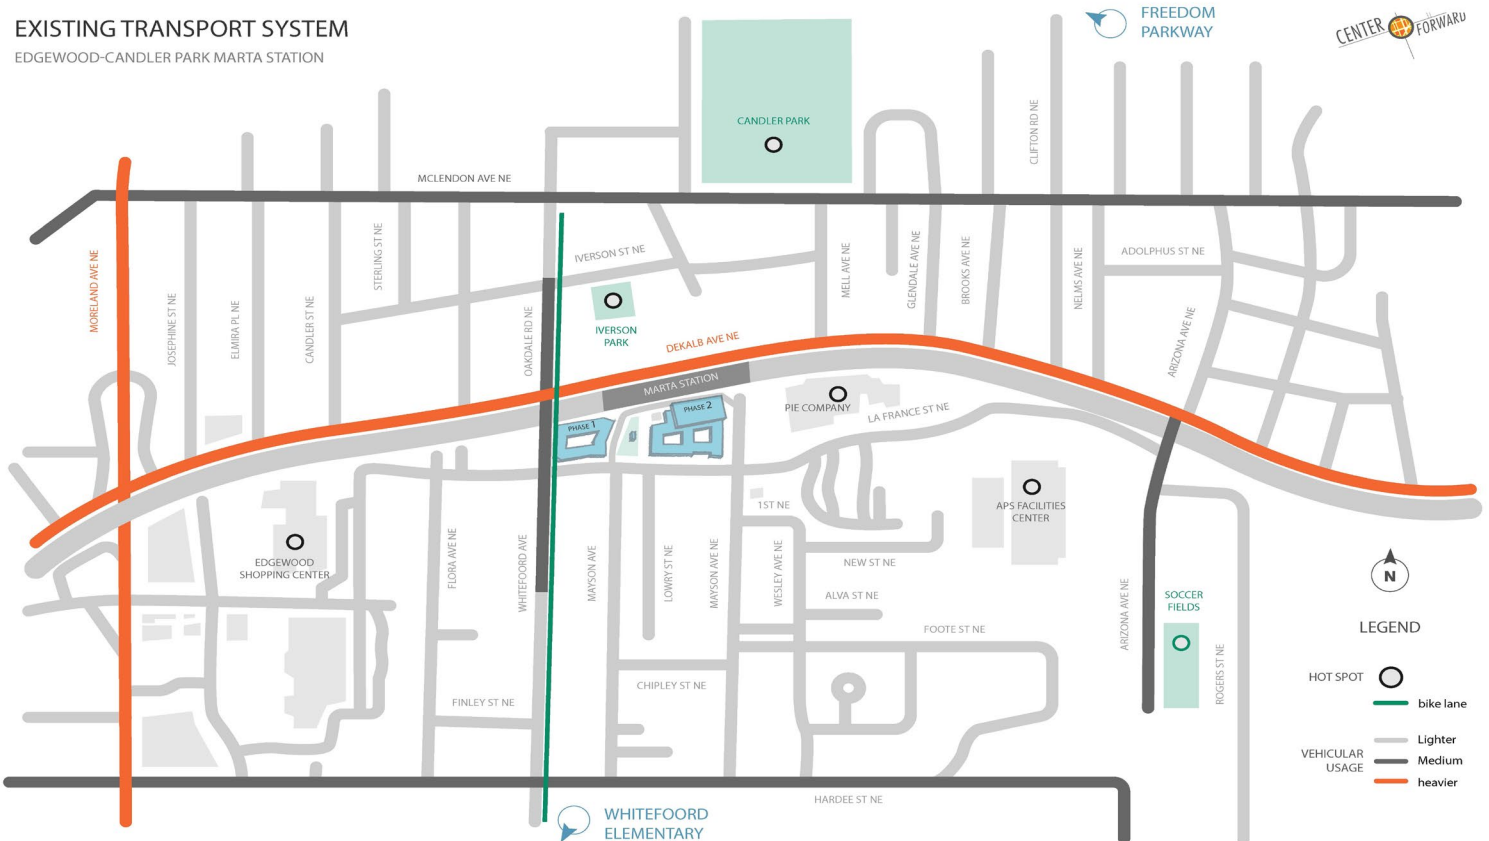 EXISTING TRANSPORT SYSTEM
EDGEWOOD-CANDLER PARK MARTA STATION
FREEDOM
PARKWAY
CENTER FORWARD
CANDLER PARK
CLIFTON RD NE
MCLENDON AVE NE
MORELAND AVE NE
JOSEPHINE ST NE
ELMIRA PL NE
CANDLER ST NE
STERLING ST NE
OAKDALE RD NE
IVERSON ST NE
IVERSON
PARK
DEKALB AVE NE
MELL AVE NE
GLENDALE AVE NE
BROOKS AVE NE
NELMS AVE NE
ADOLPHUS ST NE
ARIZONA AVE NE
MARTA STATION
PHASE 1
PHASE 2
PIE COMPANY
LA FRANCE ST NE
EDGEWOOD
SHOPPING CENTER
FLORA AVE NE
WHITEFOORD AVE
MAYSON AVE
LOWRY ST NE
MAYSON AVE NE
WESLEY AVE NE
1ST NE
NEW ST NE
ALVA ST NE
FOOTE ST NE
APS FACILITIES
CENTER
ARIZONA AVE NE
SOCCER
FIELDS
ROGERS ST NE
CHIPLEY ST NE
FINLEY ST NE
HARDEE ST NE
WHITEFOORD
ELEMENTARY
N
LEGEND
HOT SPOT
bike lane
VEHICULAR
USAGE
Lighter
Medium
heavier